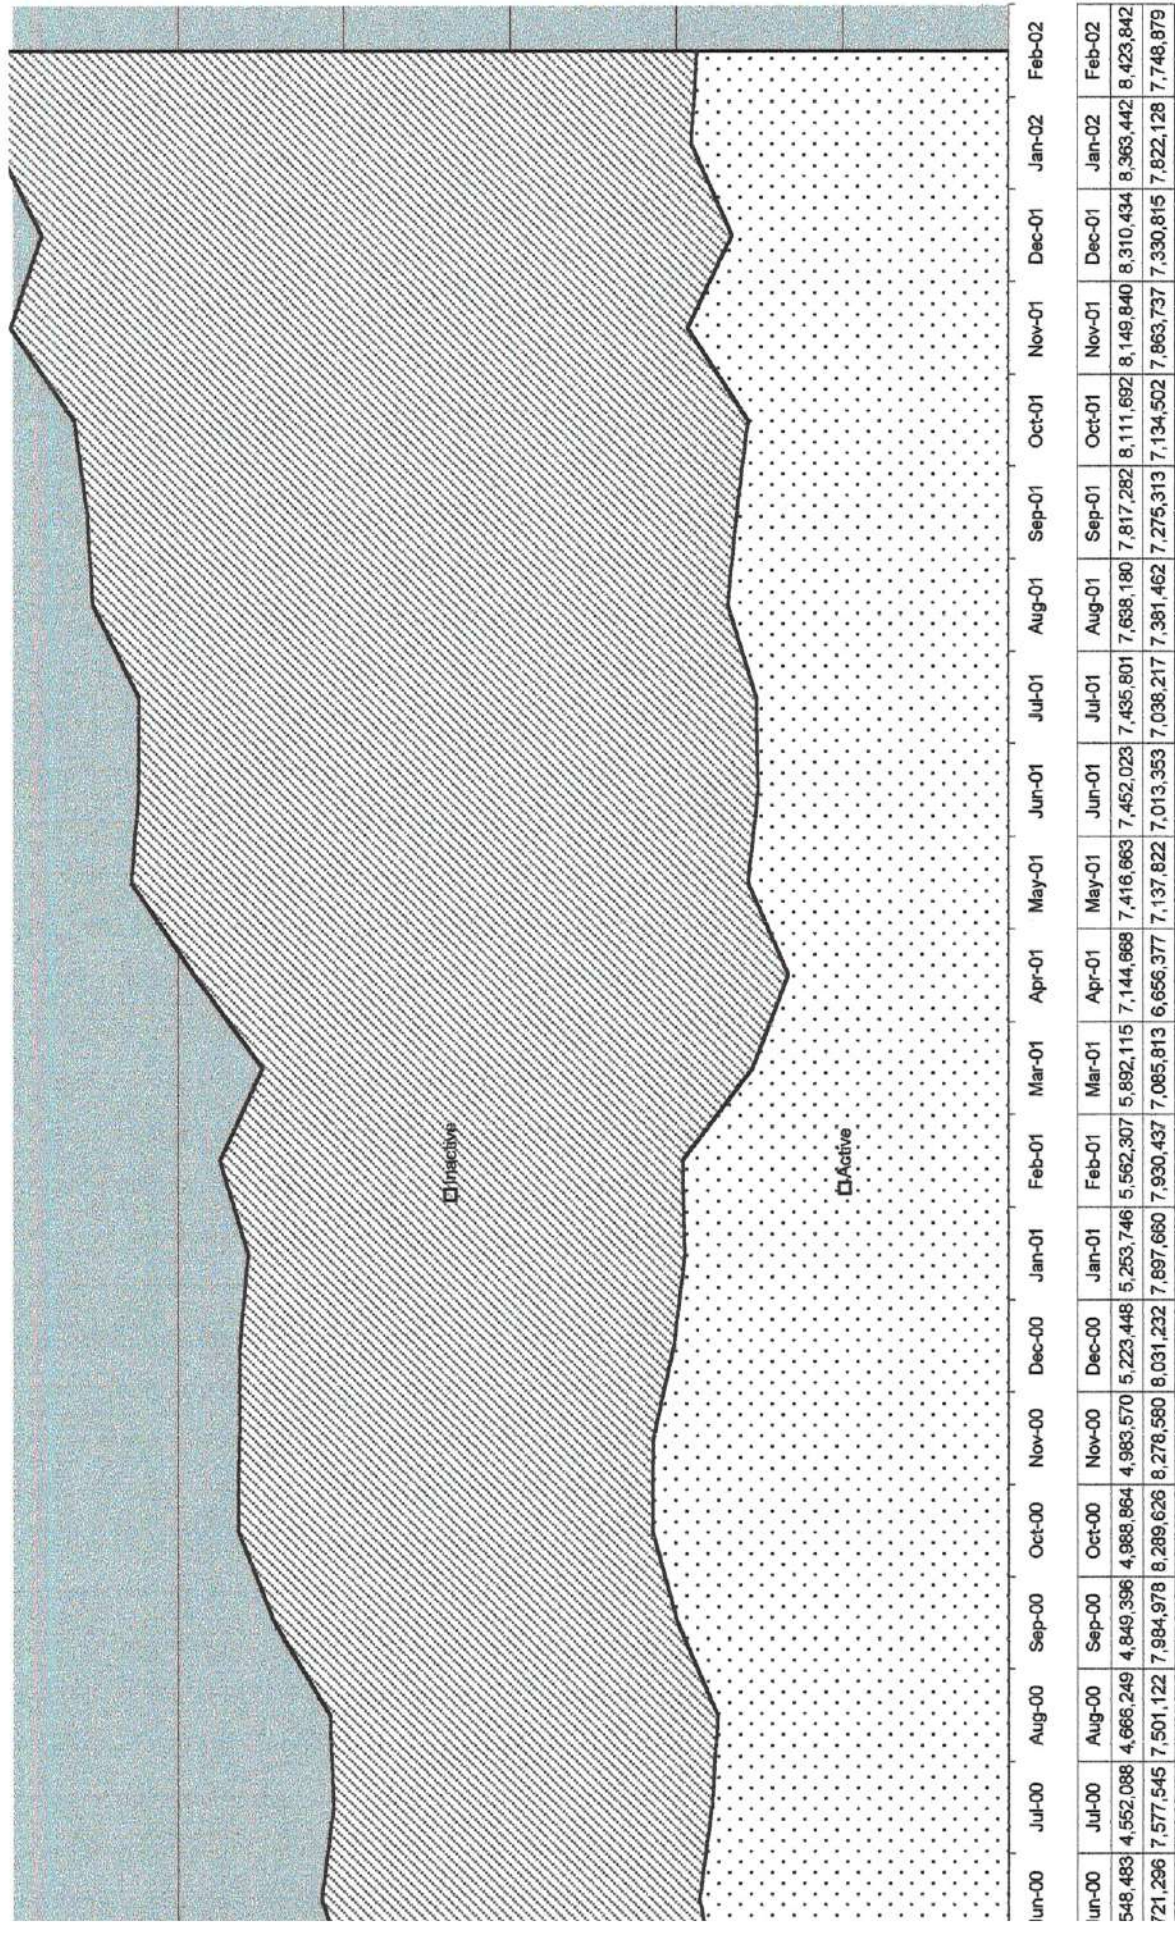 Inactive
Active
Jun-00 Jul-00 Aug-00 Sep-00 Oct-00 Nov-00 Dec-00 Jan-01 Feb-01 Mar-01 Apr-01 May-01 Jun-01 Jul-01 Aug-01 Sep-01 Oct-01 Nov-01 Dec-01 Jan-02 Feb-02
Jun-00 Jul-00 Aug-00 Sep-00 Oct-00 Nov-00 Dec-00 Jan-01 Feb-01 Mar-01 Apr-01 May-01 Jun-01 Jul-01 Aug-01 Sep-01 Oct-01 Nov-01 Dec-01 Jan-02 Feb-02
548,483 4,552,088 4,666,249 4,849,396 4,988,864 4,983,570 5,223,448 5,253,746 5,562,307 5,892,115 7,144,668 7,416,663 7,452,023 7,435,801 7,638,180 7,817,282 8,111,692 8,149,840 8,310,434 8,363,442 8,423,842
721,296 7,577,545 7,501,122 7,984,978 8,289,626 8,278,580 8,031,232 7,897,660 7,930,437 7,085,813 6,656,377 7,137,822 7,013,353 7,038,217 7,381,462 7,275,313 7,134,502 7,863,737 7,330,815 7,822,128 7,748,879